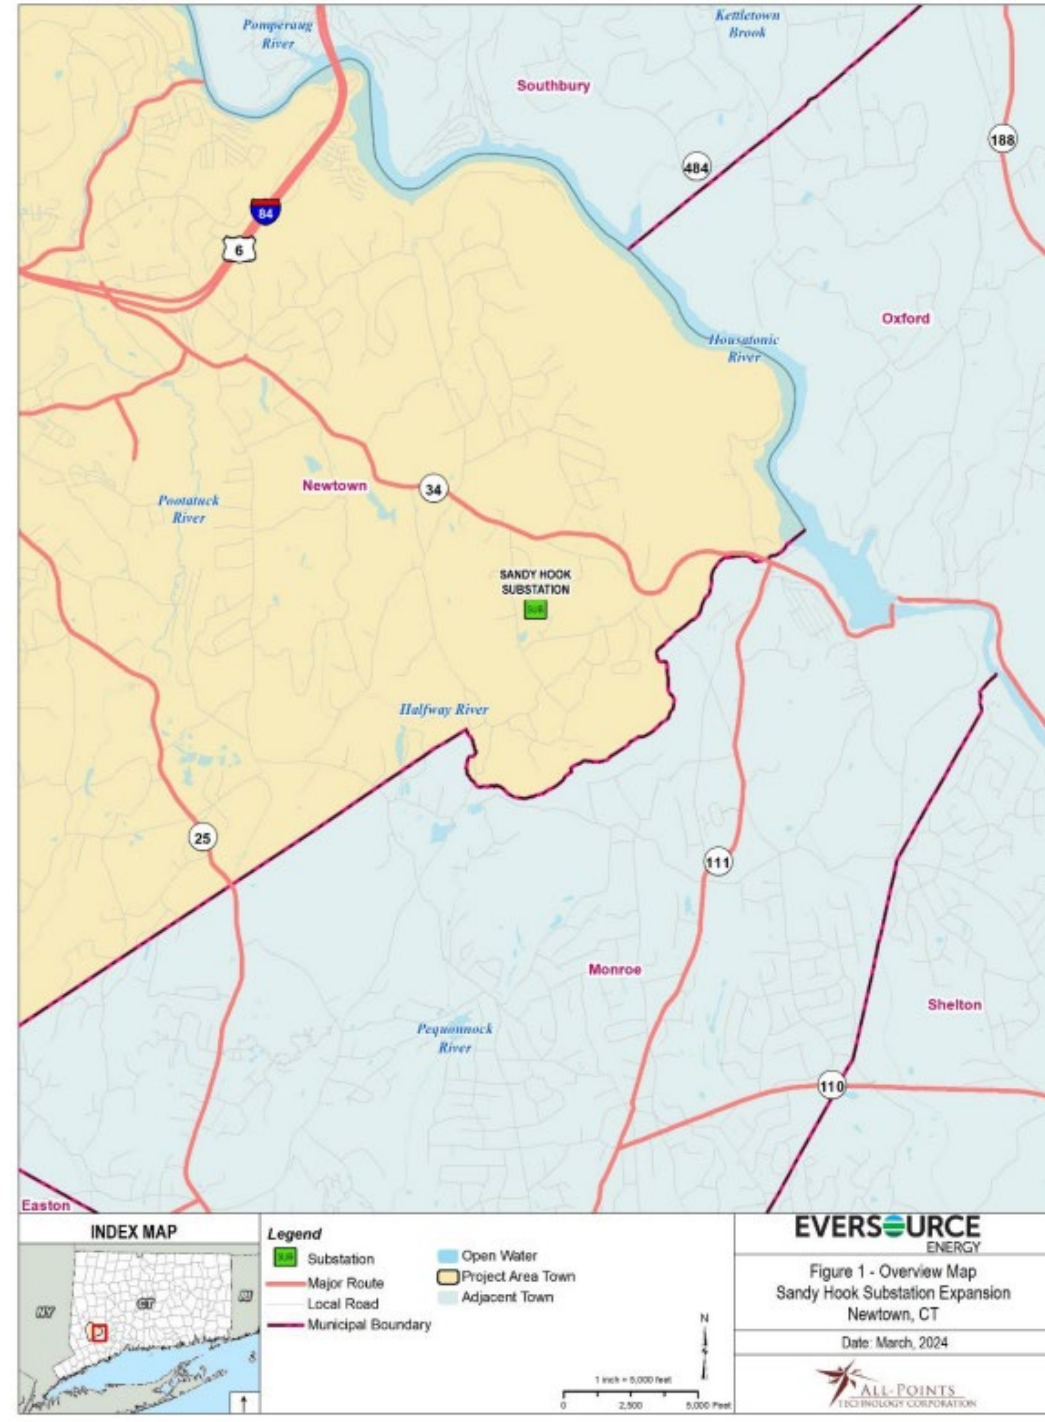 Pomperaug
River
Kettletown
Brook
Southbury
188
484
84
6
Oxford
Housatonic
River
Newtown
34
Pootatuck
River
SANDY HOOK
SUBSTATION
SUB
Halfway River
25
111
Monroe
Shelton
Pequonnock
River
110
Easton
INDEX MAP
NY
CT
RI
Legend
SUB Substation
Major Route
Local Road
Municipal Boundary
Open Water
Project Area Town
Adjacent Town
N
S
1 inch = 5,000 feet
0 2,500 5,000 Feet
EVERSOURCE
ENERGY
Figure 1 - Overview Map
Sandy Hook Substation Expansion
Newtown, CT
Date: March, 2024
ALL-POINTS
TECHNOLOGY CORPORATION